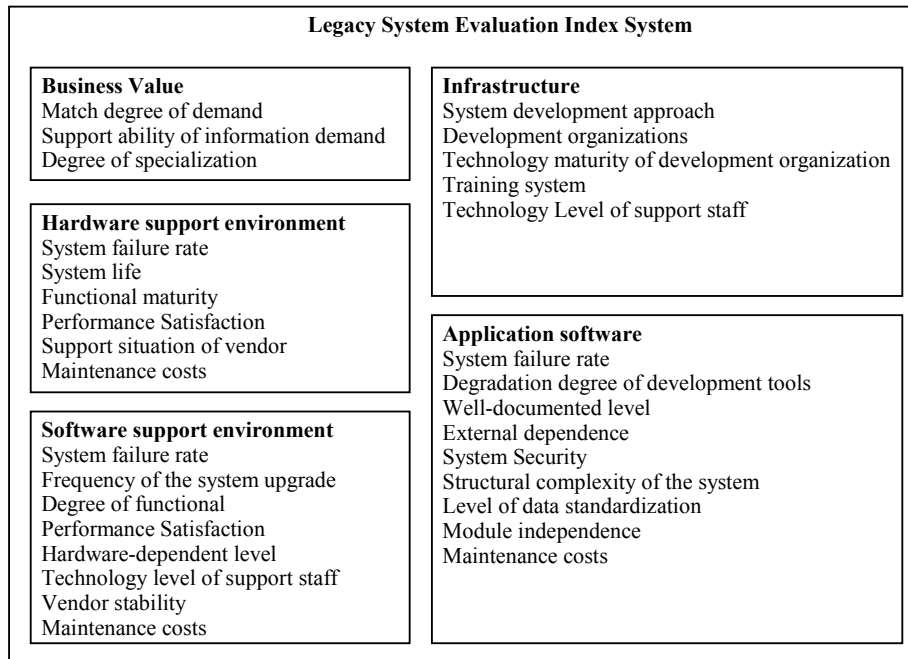 Legacy System Evaluation Index System
Business Value
Match degree of demand
Support ability of information demand
Degree of specialization
Hardware support environment
System failure rate
System life
Functional maturity
Performance Satisfaction
Support situation of vendor
Maintenance costs
Software support environment
System failure rate
Frequency of the system upgrade
Degree of functional
Performance Satisfaction
Hardware-dependent level
Technology level of support staff
Vendor stability
Maintenance costs
Infrastructure
System development approach
Development organizations
Technology maturity of development organization
Training system
Technology Level of support staff
Application software
System failure rate
Degradation degree of development tools
Well-documented level
External dependence
System Security
Structural complexity of the system
Level of data standardization
Module independence
Maintenance costs